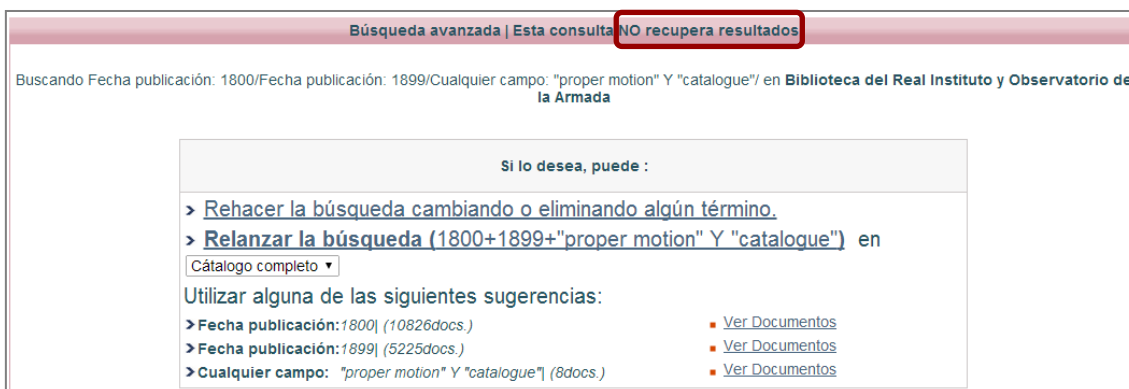 Búsqueda avanzada | Esta consulta NO recupera resultados
Buscando Fecha publicación: 1800/Fecha publicación: 1899/Cualquier campo: "proper motion" Y "catalogue"/ en Biblioteca del Real Instituto y Observatorio de
la Armada
Si lo desea, puede :
> Rehacer la búsqueda cambiando o eliminando algún término.
> Relanzar la búsqueda (1800+1899+"proper motion" Y "catalogue") en
Cátalogo completo ▾
Utilizar alguna de las siguientes sugerencias:
> Fecha publicación:1800| (10826docs.) ▪ Ver Documentos
> Fecha publicación:1899| (5225docs.) ▪ Ver Documentos
> Cualquier campo: "proper motion" Y "catalogue"| (8docs.) ▪ Ver Documentos